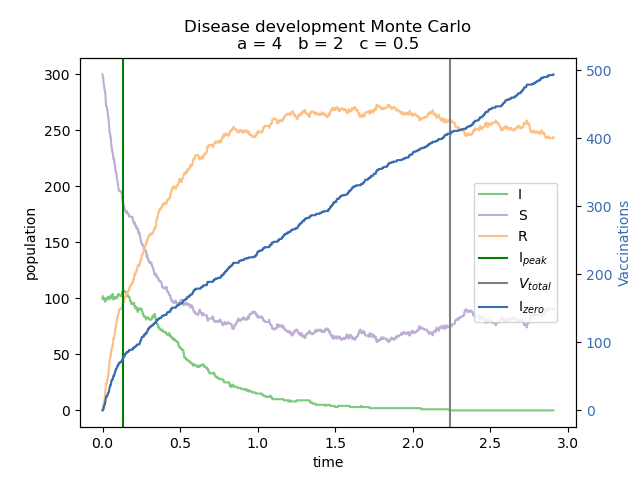 Disease development Monte Carlo
a = 4   b = 2   c = 0.5
300
250
200
150
100
50
0
population
500
400
300
200
100
0
Vaccinations
I
S
R
I_peak
V_total
I_zero
0.0 0.5 1.0 1.5 2.0 2.5 3.0
time